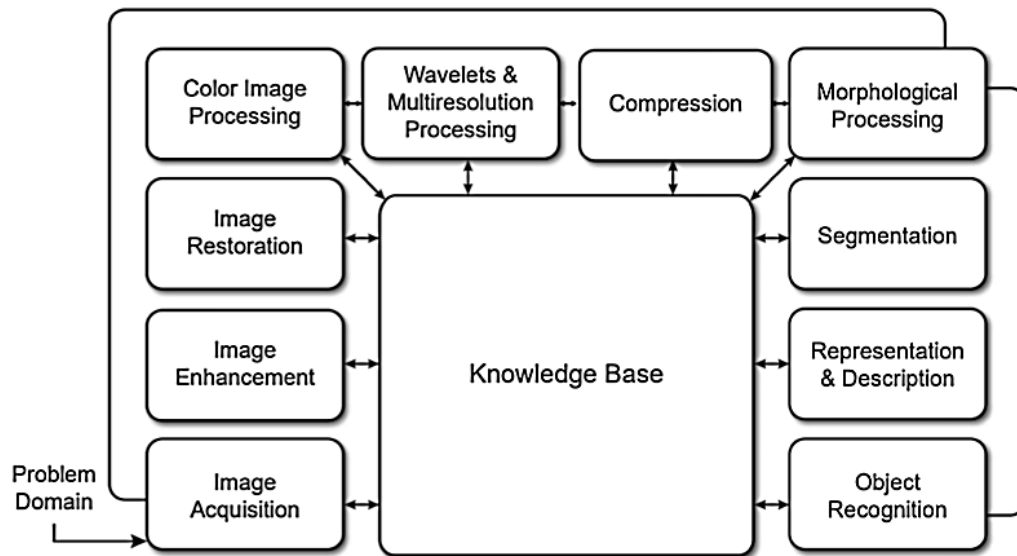 Color Image
Processing
Wavelets &
Multiresolution
Processing
Compression
Morphological
Processing
Image
Restoration
Segmentation
Image
Enhancement
Knowledge Base
Representation
& Description
Problem
Domain
Image
Acquisition
Object
Recognition